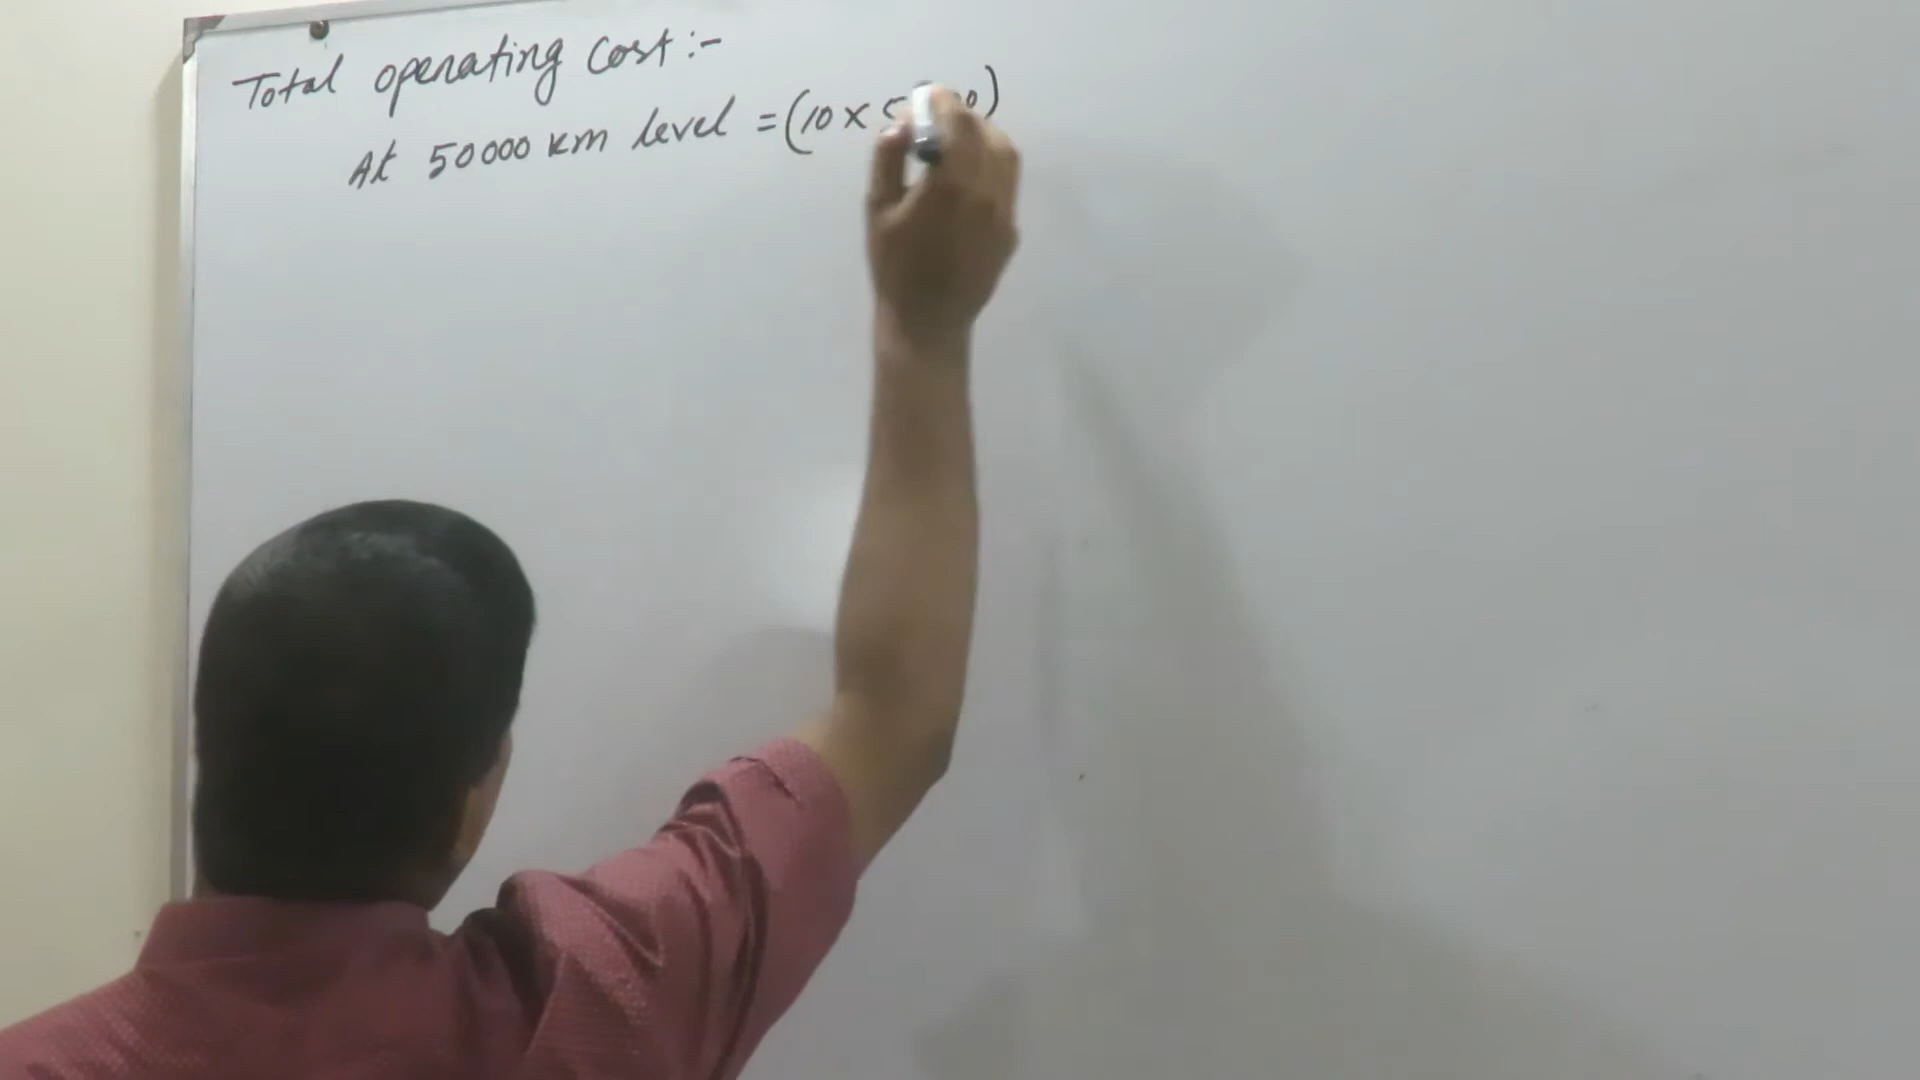 Total operating cost :-
At 50000 km level = (10 x